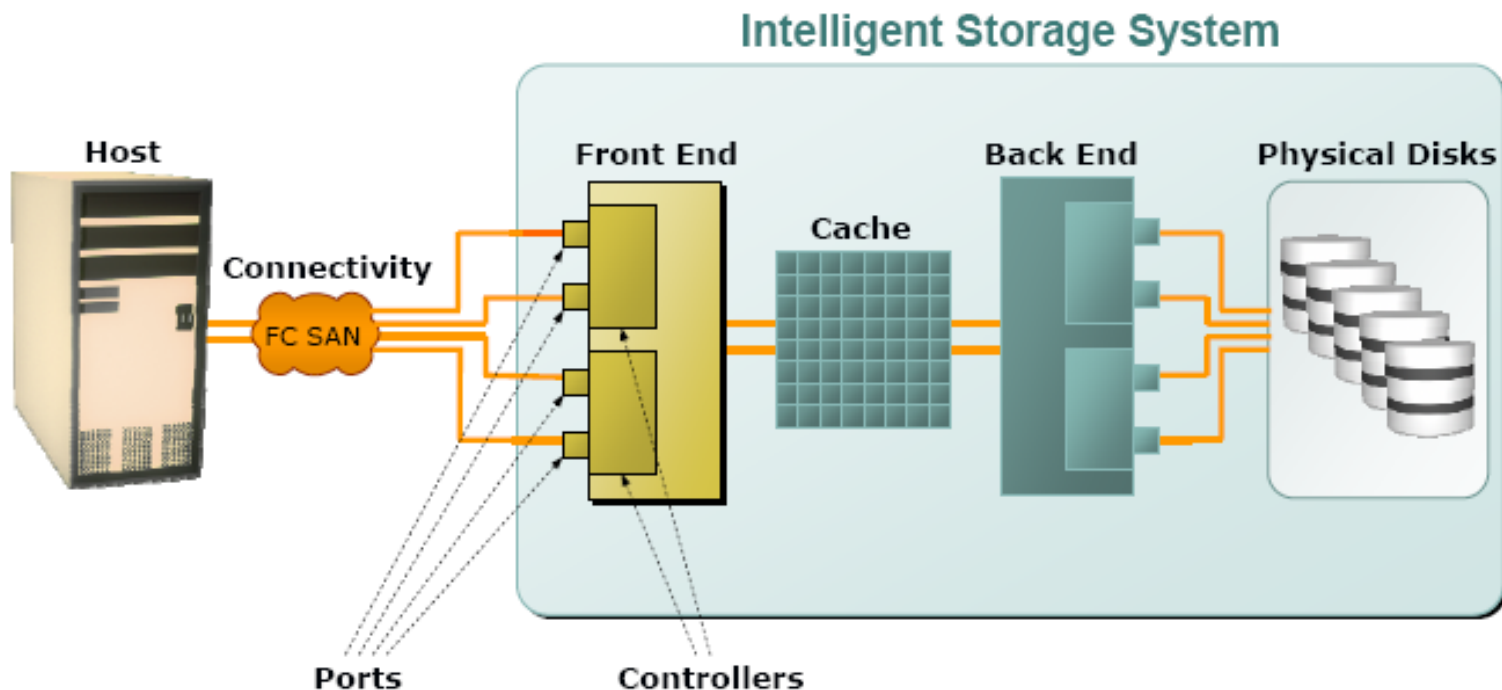 Intelligent Storage System
Host
Front End
Back End
Physical Disks
Cache
Connectivity
FC SAN
Ports
Controllers